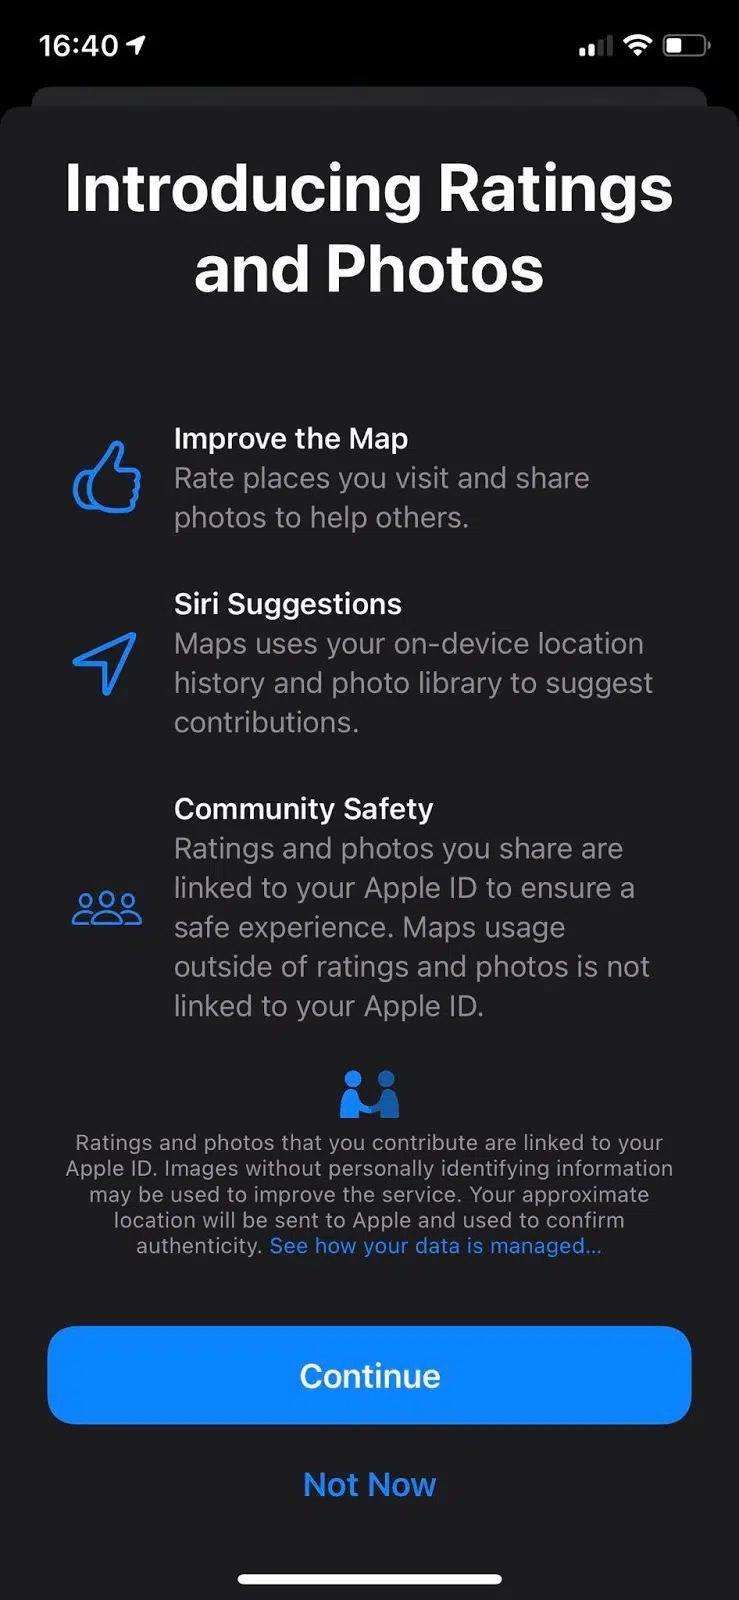 16:40
Introducing Ratings
and Photos
Improve the Map
Rate places you visit and share
photos to help others.
Siri Suggestions
Maps uses your on-device location
history and photo library to suggest
contributions.
Community Safety
Ratings and photos you share are
linked to your Apple ID to ensure a
safe experience. Maps usage
outside of ratings and photos is not
linked to your Apple ID.
Ratings and photos that you contribute are linked to your
Apple ID. Images without personally identifying information
may be used to improve the service. Your approximate
location will be sent to Apple and used to confirm
authenticity. See how your data is managed...
Continue
Not Now